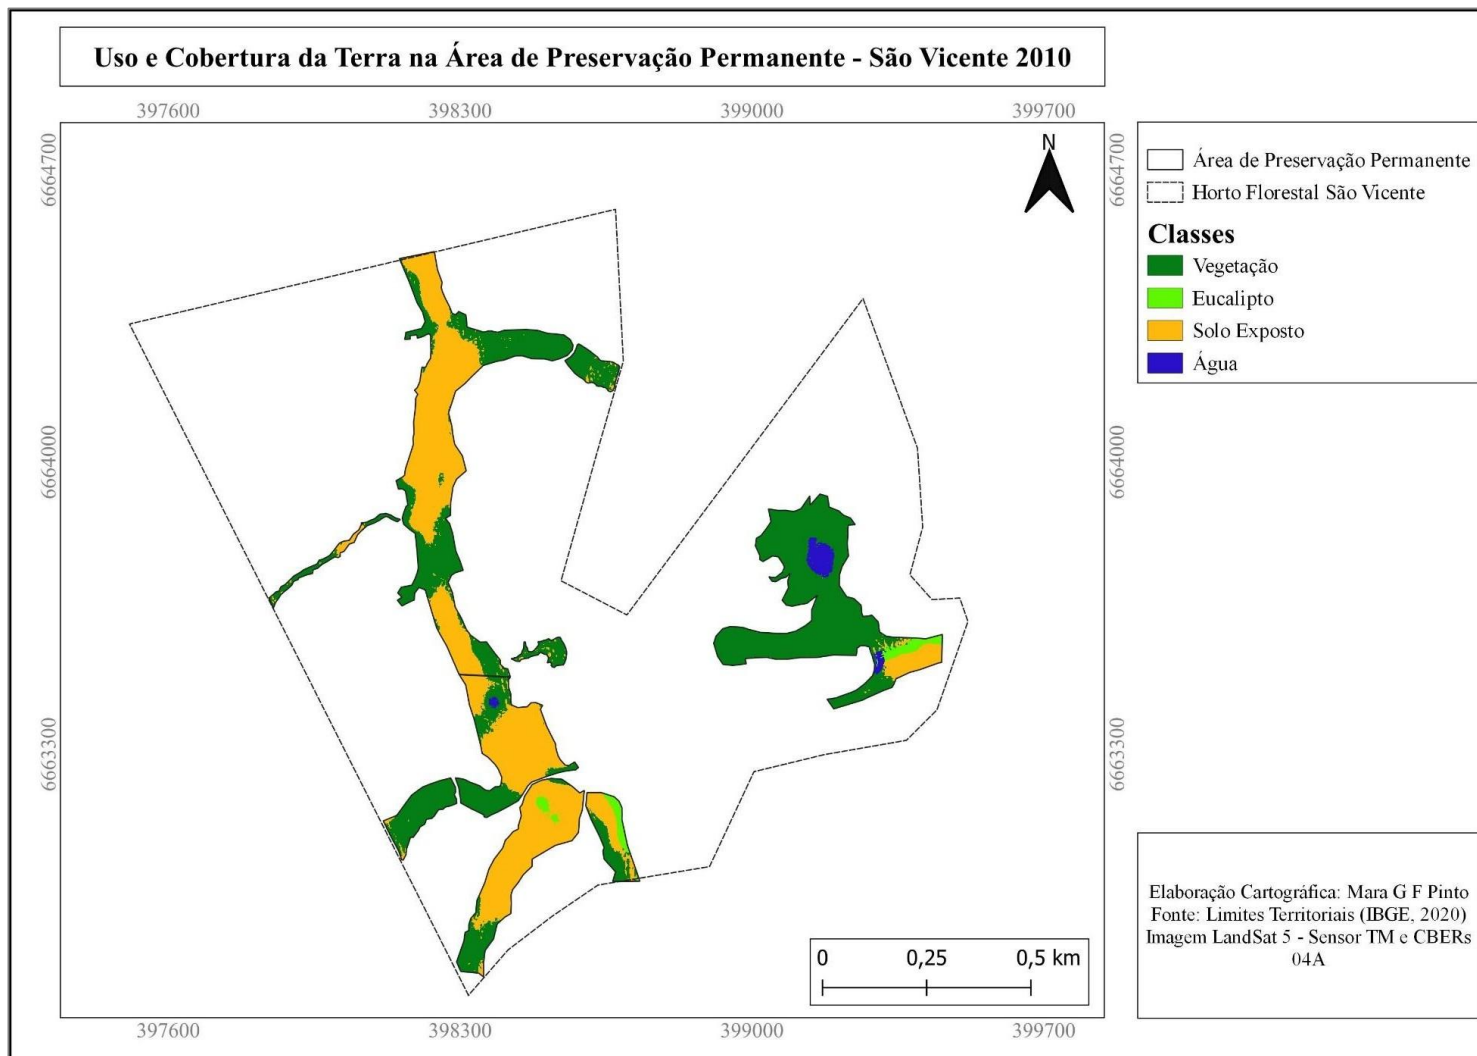 Uso e Cobertura da Terra na Área de Preservação Permanente - São Vicente 2010
397600
398300
399000
399700
6664700
6664000
6663300
N
6664700
6664000
6663300
Área de Preservação Permanente
Horto Florestal São Vicente
Classes
Vegetação
Eucalipto
Solo Exposto
Água
0
0,25
0,5 km
397600
398300
399000
399700
Elaboração Cartográfica: Mara G F Pinto
Fonte: Limites Territoriais (IBGE, 2020)
Imagem LandSat 5 - Sensor TM e CBERs
04A